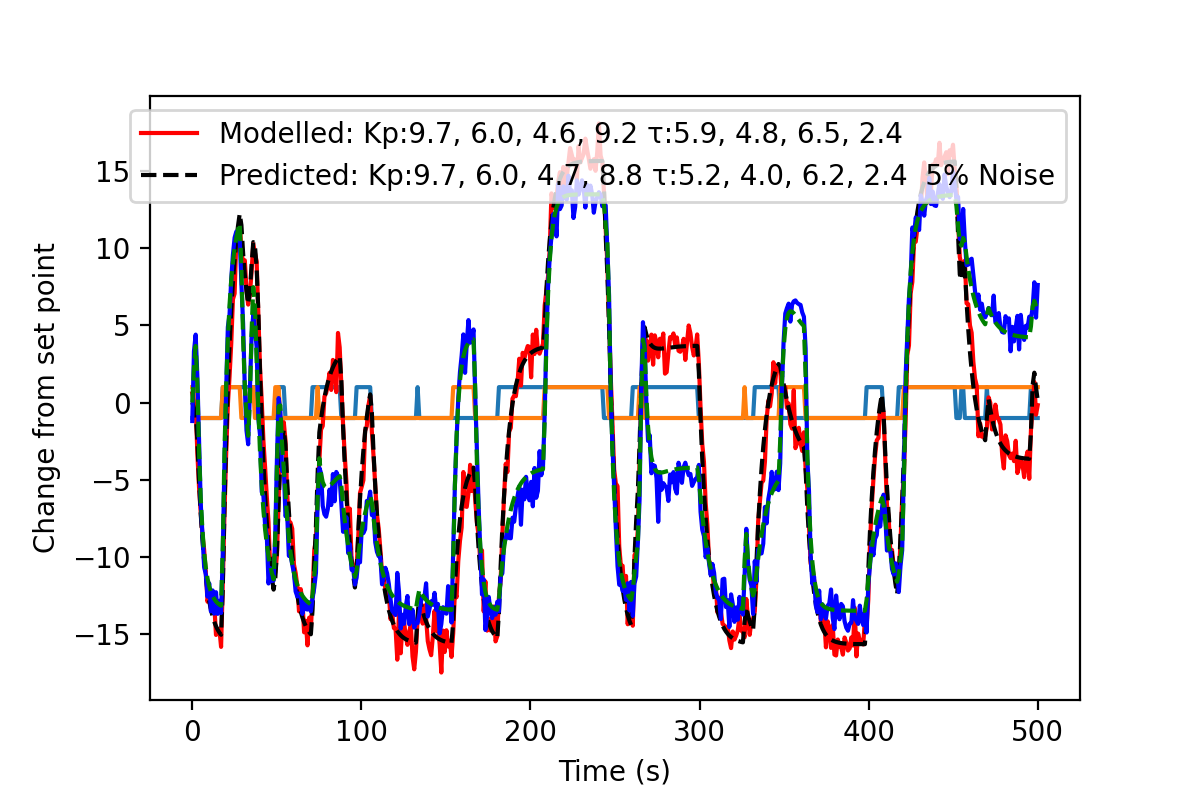 Modelled: Kp:9.7, 6.0, 4.6, 9.2 τ:5.9, 4.8, 6.5, 2.4
Predicted: Kp:9.7, 6.0, 4.7, 8.8 τ:5.2, 4.0, 6.2, 2.4  5% Noise
15
10
5
0
−5
−10
−15
Change from set point
0 100 200 300 400 500
Time (s)